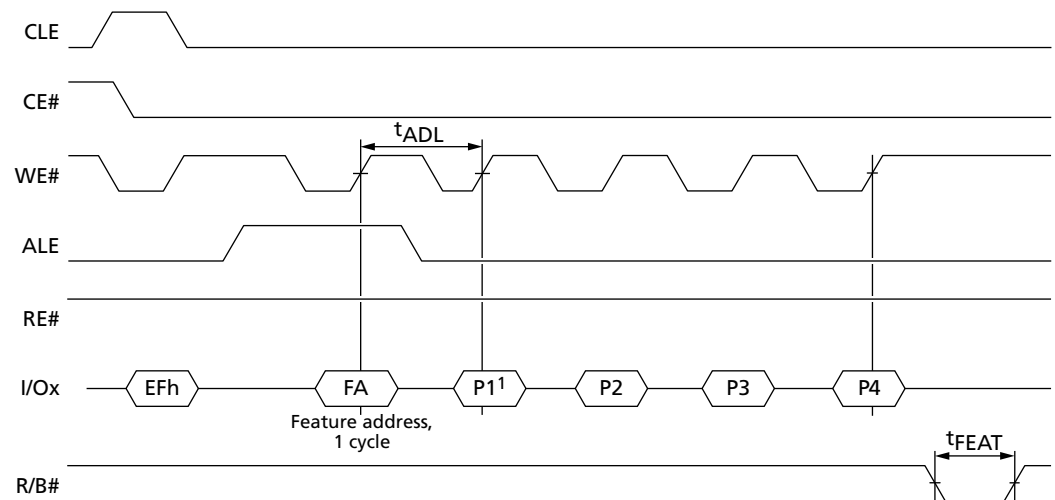 CLE
CE#
tADL
WE#
ALE
RE#
I/Ox EFh FA P1¹ P2 P3 P4
Feature address,
1 cycle
tFEAT
R/B#